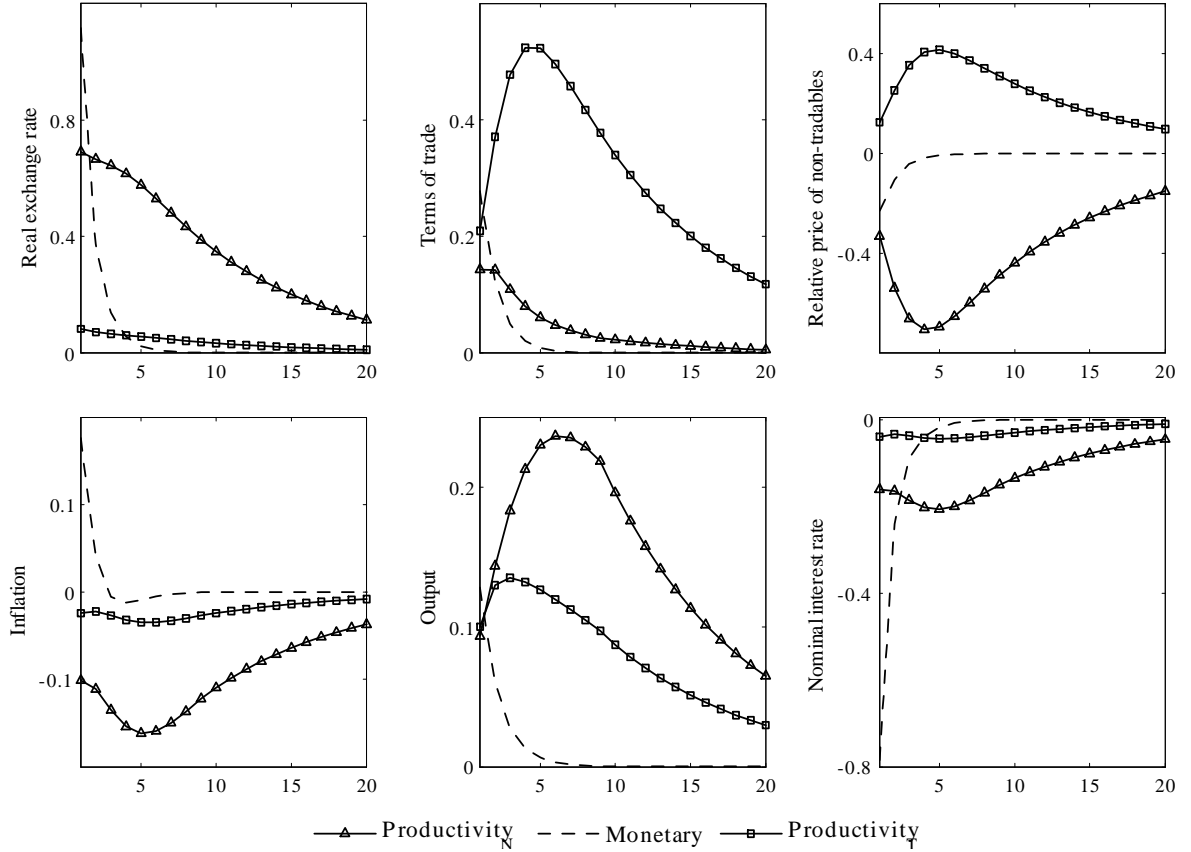 Real exchange rate
0.8
0.4
0
5 10 15 20
Terms of trade
0.4
0.2
0
5 10 15 20
Relative price of non-tradables
0.4
0
-0.4
5 10 15 20
Inflation
0.1
0
-0.1
5 10 15 20
Output
0.2
0.1
0
5 10 15 20
Nominal interest rate
0
-0.4
-0.8
5 10 15 20
Productivity N Monetary Productivity T